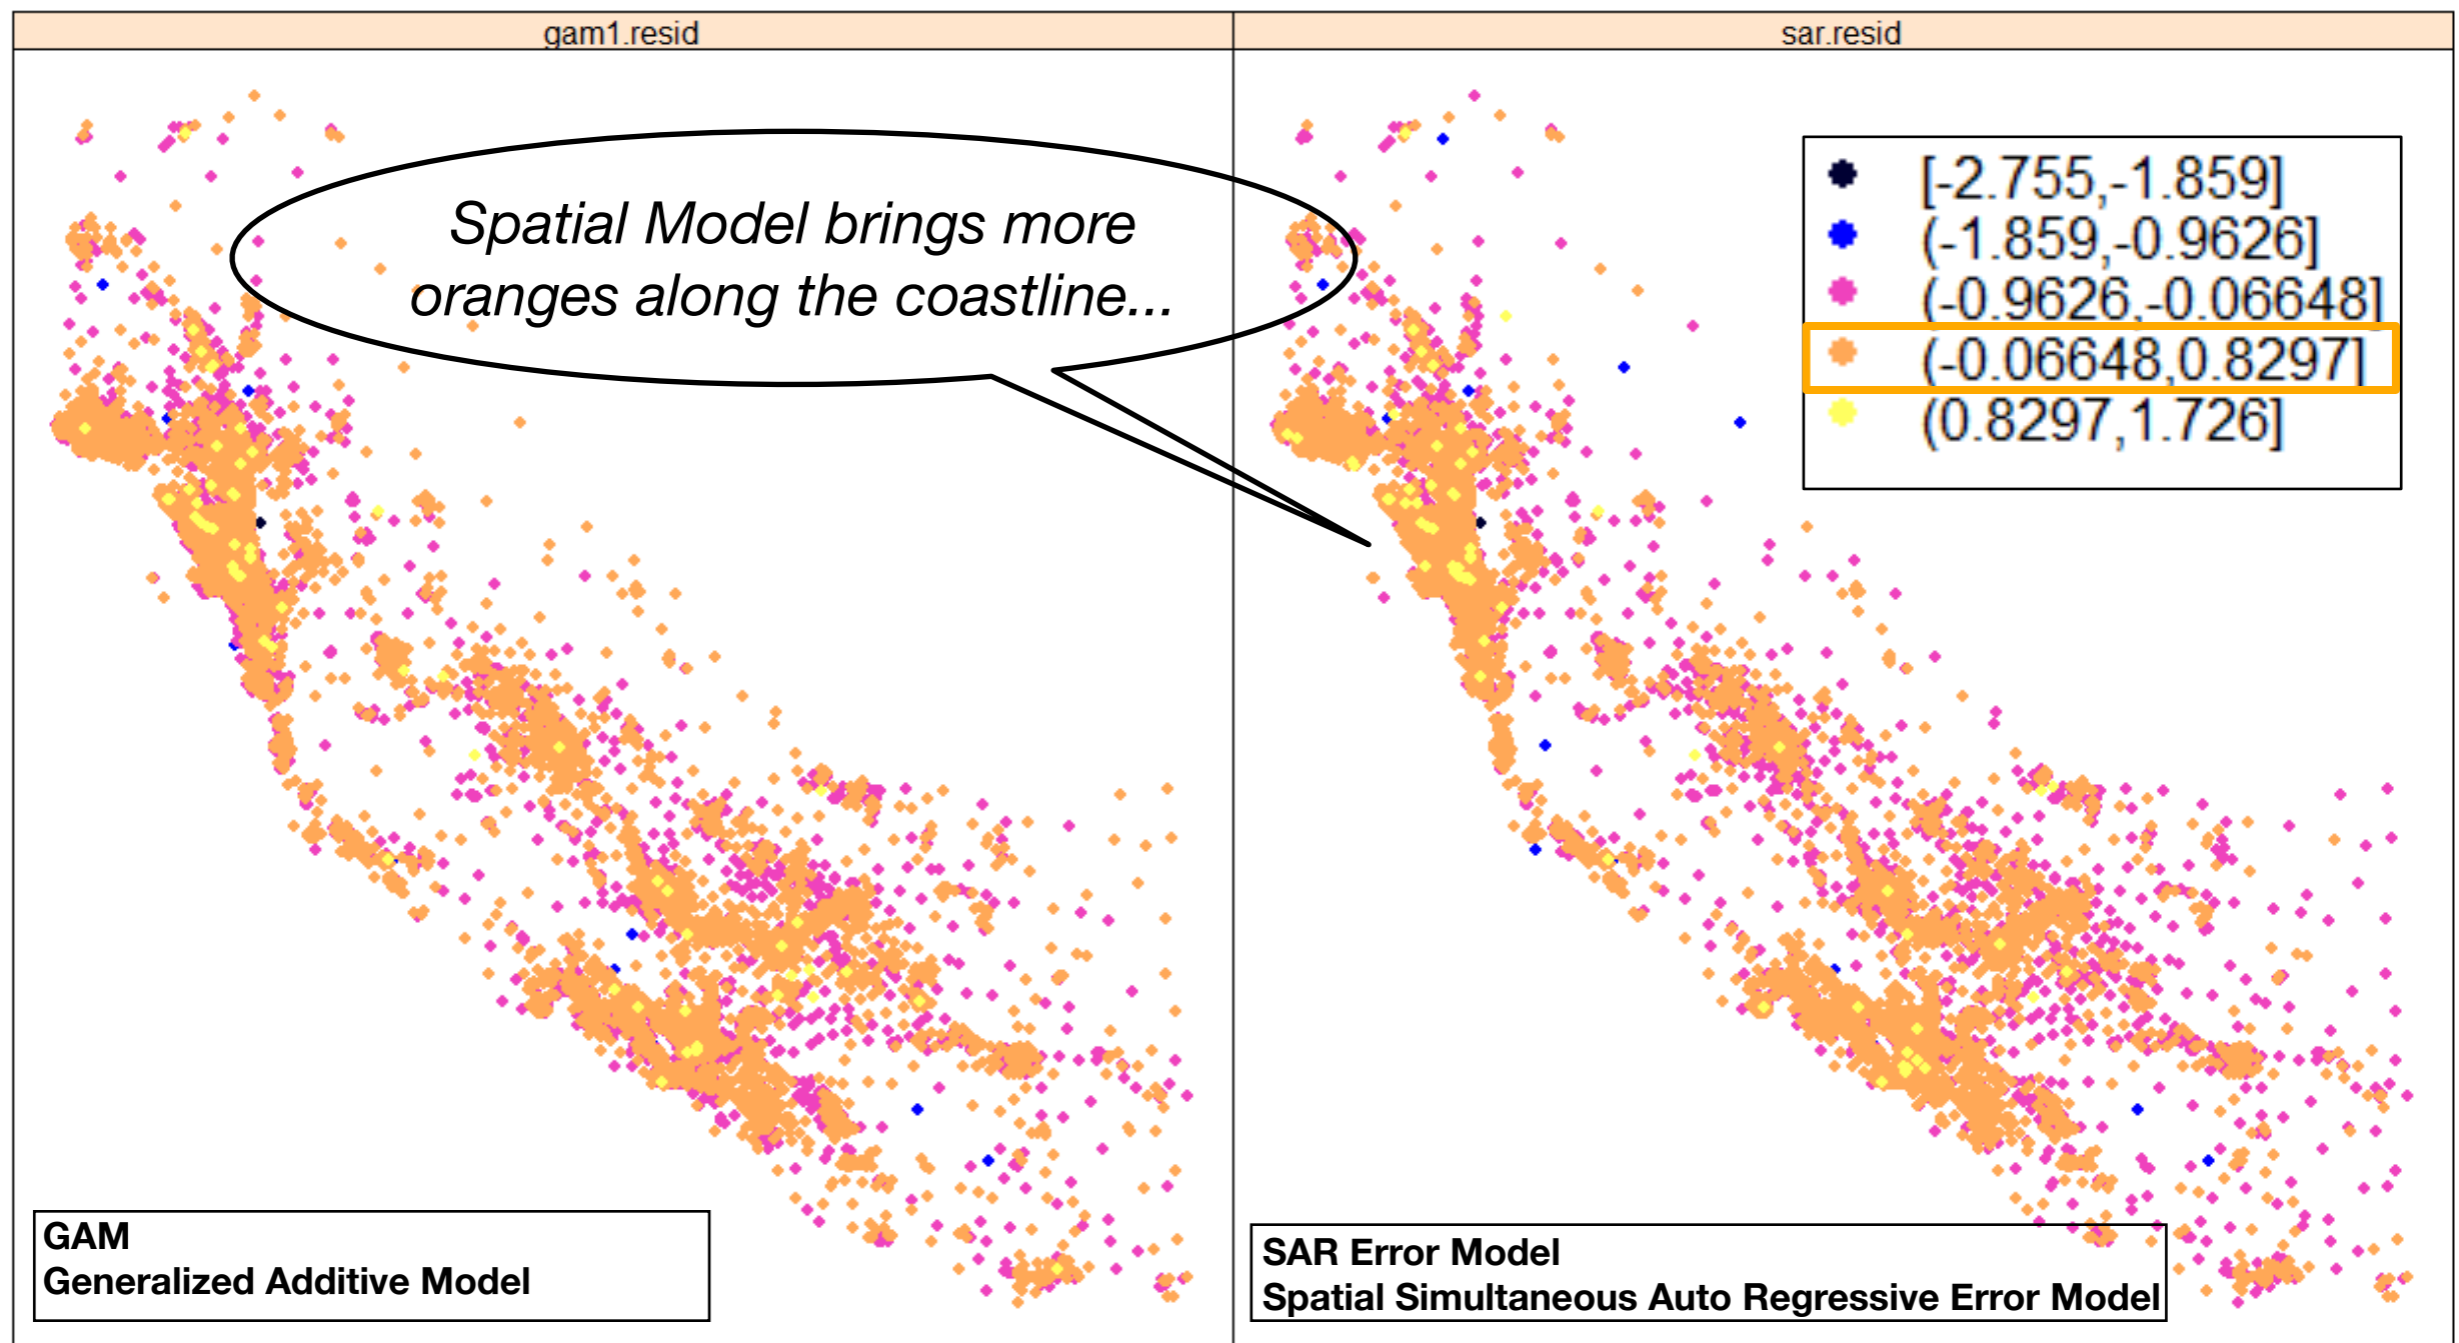 gam1.resid
sar.resid
Spatial Model brings more
oranges along the coastline...
[-2.755,-1.859]
(-1.859,-0.9626]
(-0.9626,-0.06648]
(-0.06648,0.8297]
(0.8297,1.726]
GAM
Generalized Additive Model
SAR Error Model
Spatial Simultaneous Auto Regressive Error Model